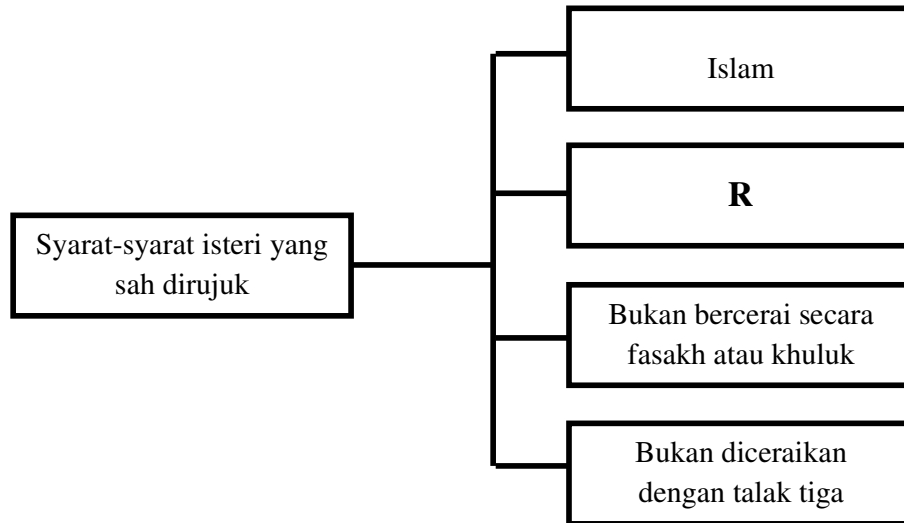 Islam
R
Syarat-syarat isteri yang
sah dirujuk
Bukan bercerai secara
fasakh atau khuluk
Bukan diceraikan
dengan talak tiga